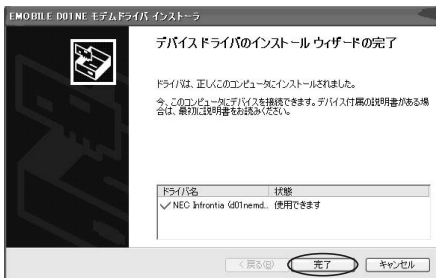 EMOBILE D01NE モデムドライバ インストーラ
デバイス ドライバのインストール ウィザードの完了
ドライバは、正しくこのコンピュータにインストールされました。
今、このコンピュータにデバイスを接続できます。デバイス付属の説明書がある場
合は、最初に説明書をお読みください。
ドライバ名 状態
NEC Infrontia (d01nemd... 使用できます
< 戻る(B) 完了 キャンセル